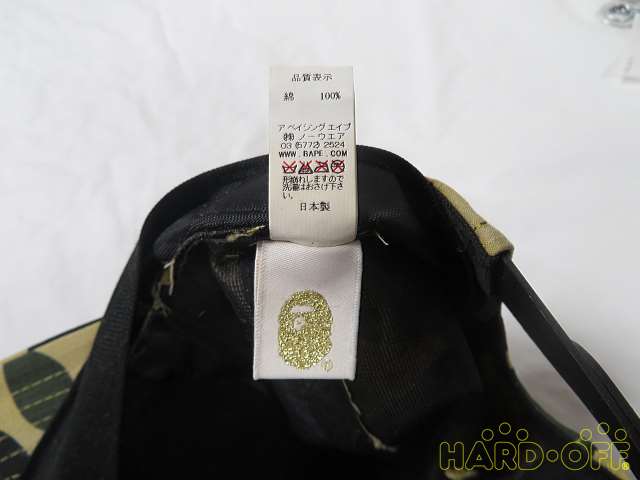 品質表示
綿 100%
アベイシングエイプ
㈱ ノーウエア
03 (5772) 2524
WWW.BAPE.COM
形崩れしますので
洗濯はおさけ下さ
い。
日本製
HARD·OFF